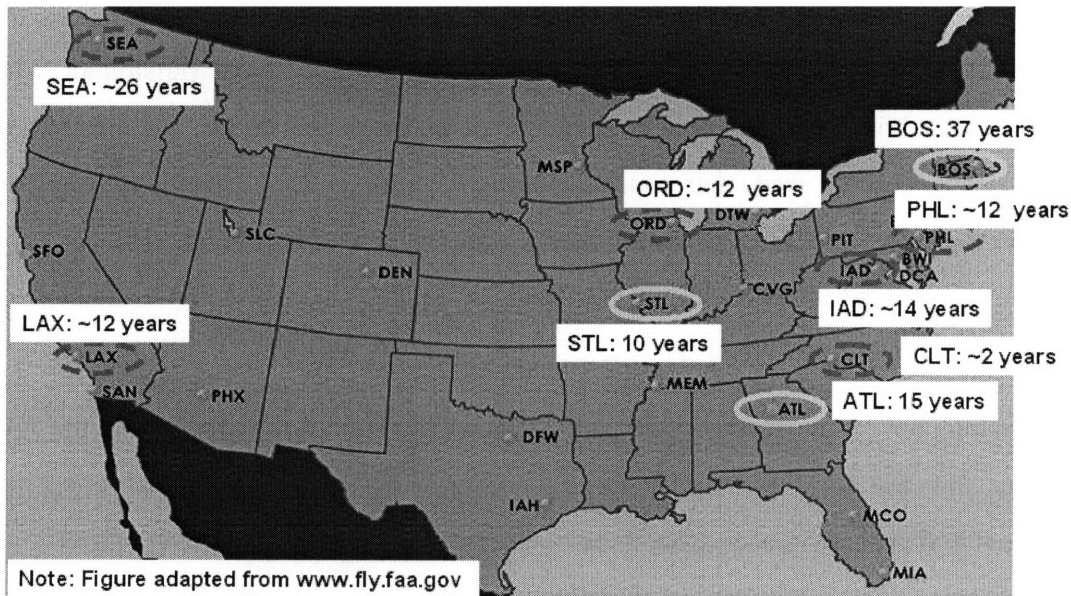 SEA
SEA: ~26 years
BOS: 37 years
MSP
BOS
ORD: ~12 years
PHL: ~12 years
ORD
DTW
PIT
PHL
SFO
SLC
BWI
DEN
IAD
DCA
CVG
STL
IAD: ~14 years
LAX: ~12 years
STL: 10 years
LAX
CLT
CLT: ~2 years
SAN
PHX
MEM
ATL
ATL: 15 years
DFW
IAH
MCO
MIA
Note: Figure adapted from www.fly.faa.gov